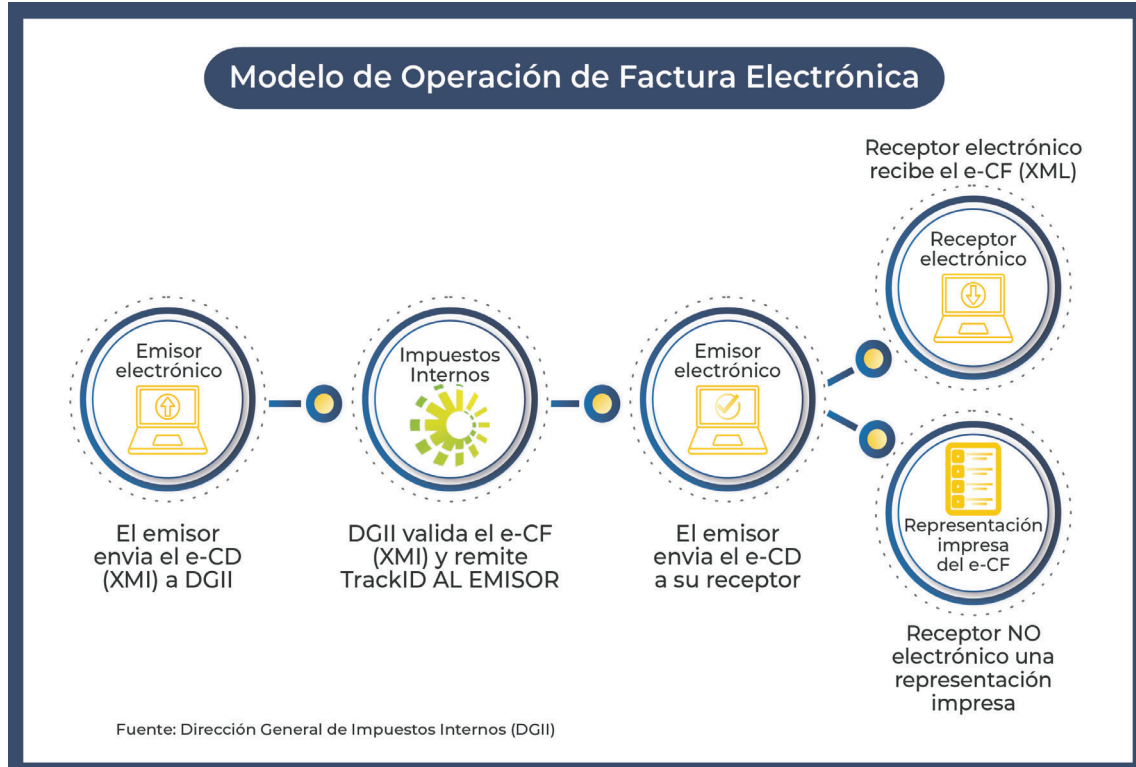 Modelo de Operación de Factura Electrónica
Emisor
electrónico
El emisor
envia el e-CD
(XMI) a DGII
Impuestos
Internos
DGII valida el e-CF
(XMI) y remite
TrackID AL EMISOR
Emisor
electrónico
El emisor
envia el e-CD
a su receptor
Receptor electrónico
recibe el e-CF (XML)
Receptor
electrónico
Representación
impresa
del e-CF
Receptor NO
electrónico una
representación
impresa
Fuente: Dirección General de Impuestos Internos (DGII)